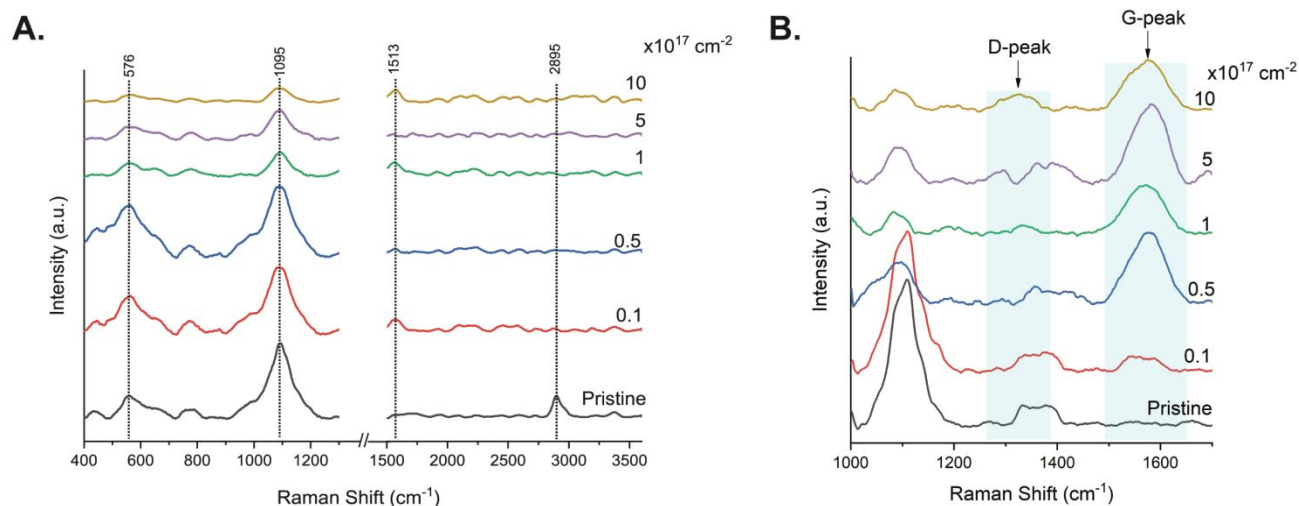 A.
576
1095
1513
2895
x10¹⁷ cm⁻²
10
5
1
0.5
0.1
Pristine
Intensity (a.u.)
400 600 800 1000 1200 1500 2000 2500 3000 3500
Raman Shift (cm⁻¹)
B.
G-peak
D-peak
x10¹⁷ cm⁻²
10
5
1
0.5
0.1
Pristine
Intensity (a.u.)
1000 1200 1400 1600
Raman Shift (cm⁻¹)